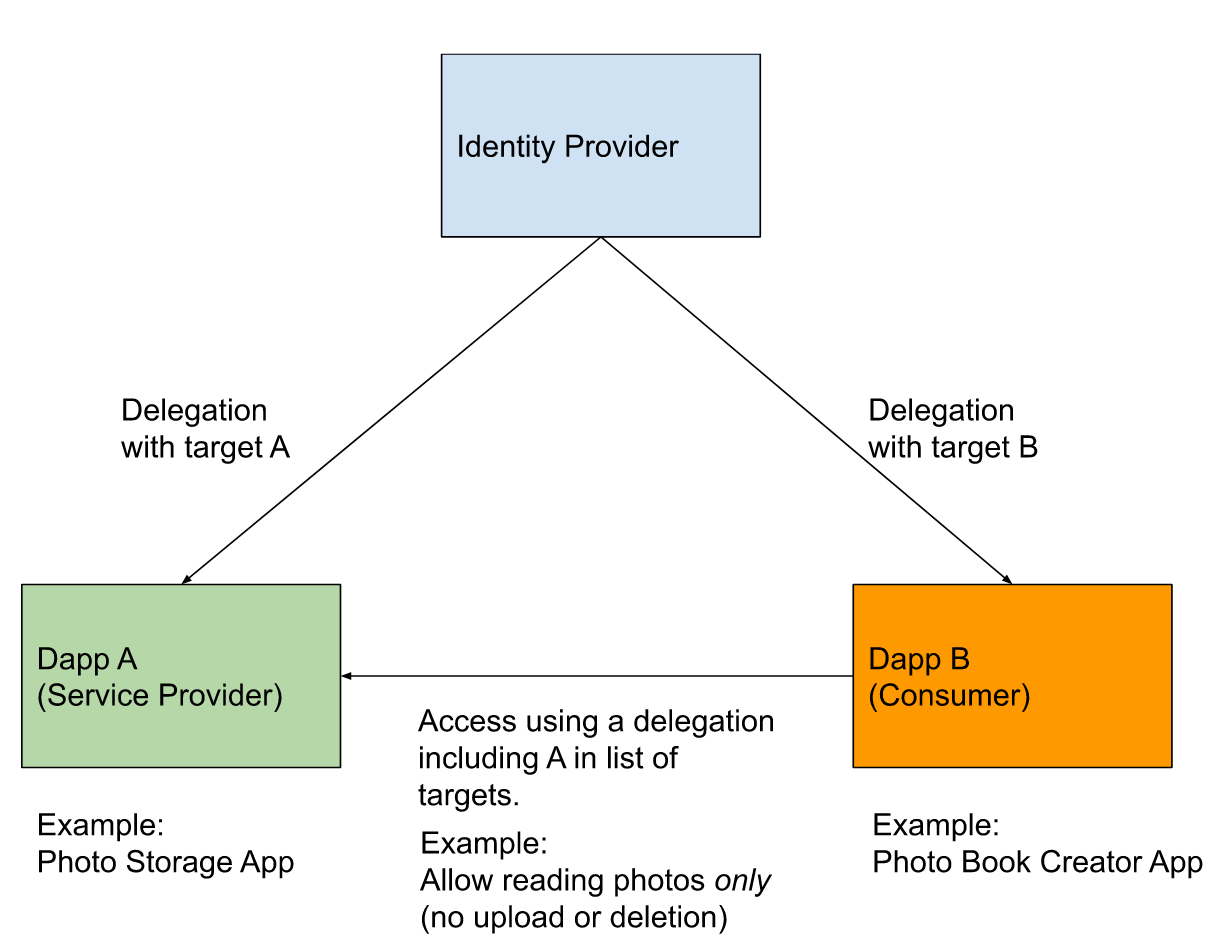 Identity Provider
Delegation
with target A
Delegation
with target B
Dapp A
(Service Provider)
Dapp B
(Consumer)
Access using a delegation
including A in list of
targets.
Example:
Photo Storage App
Example:
Allow reading photos only
(no upload or deletion)
Example:
Photo Book Creator App